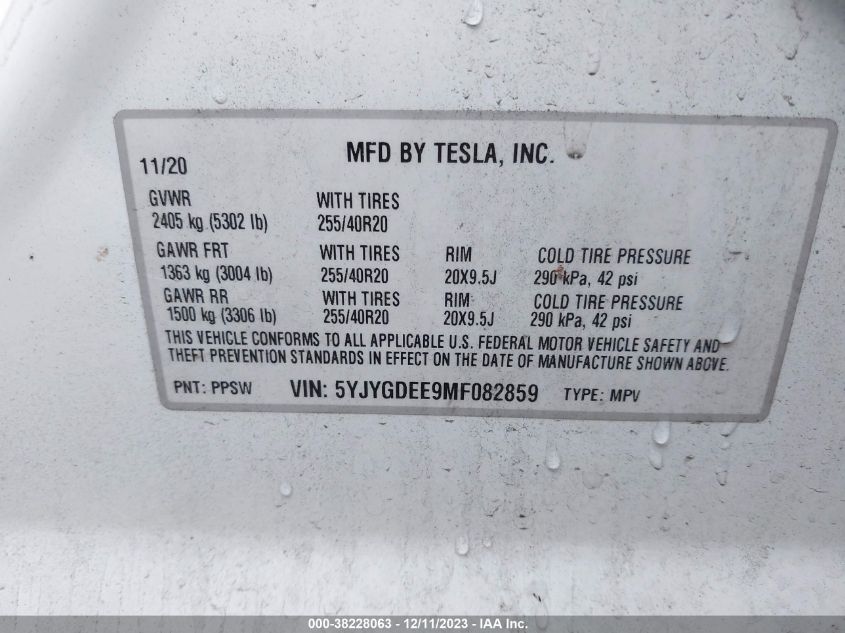 MFD BY TESLA, INC.
11/20
GVWR WITH TIRES
2405 kg (5302 lb) 255/40R20
GAWR FRT WITH TIRES RIM COLD TIRE PRESSURE
1363 kg (3004 lb) 255/40R20 20X9.5J 290 kPa, 42 psi
GAWR RR WITH TIRES RIM COLD TIRE PRESSURE
1500 kg (3306 lb) 255/40R20 20X9.5J 290 kPa, 42 psi
THIS VEHICLE CONFORMS TO ALL APPLICABLE U.S. FEDERAL MOTOR VEHICLE SAFETY AND
THEFT PREVENTION STANDARDS IN EFFECT ON THE DATE OF MANUFACTURE SHOWN ABOVE.
PNT: PPSW VIN: 5YJYGDEE9MF082859 TYPE: MPV
000-38228063 - 12/11/2023 - IAA Inc.